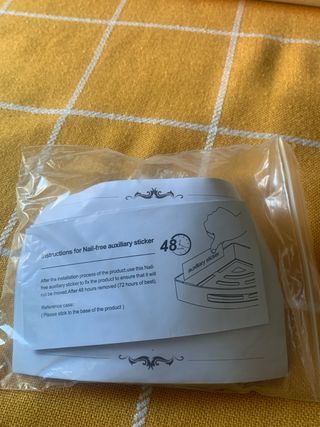 Instructions for Nail-free auxiliary sticker
48
After the installation process of the product,use this Nail-
free auxiliary sticker to fix the product to ensure that it will
not be moved.After 48 hours removed (72 hours of best).
Reference case:
( Please stick to the base of the product )
auxiliary sticker